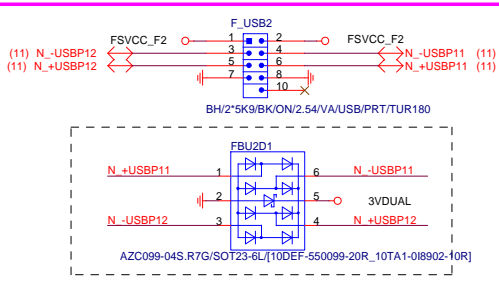 F_USB2
FSVCC_F2 1 2 FSVCC_F2
(11) N_-USBP12 3 4 N_-USBP11 (11)
(11) N_+USBP12 5 6 N_+USBP11 (11)
7 8
10
BH/2*5K9/BK/ON/2.54/VA/USB/PRT/TUR180
FBU2D1
N_+USBP11 1 6 N_-USBP11
2 5 3VDUAL
N_-USBP12 3 4 N_+USBP12
AZC099-04S.R7G/SOT23-6L/[10DEF-550099-20R_10TA1-0I8902-10R]